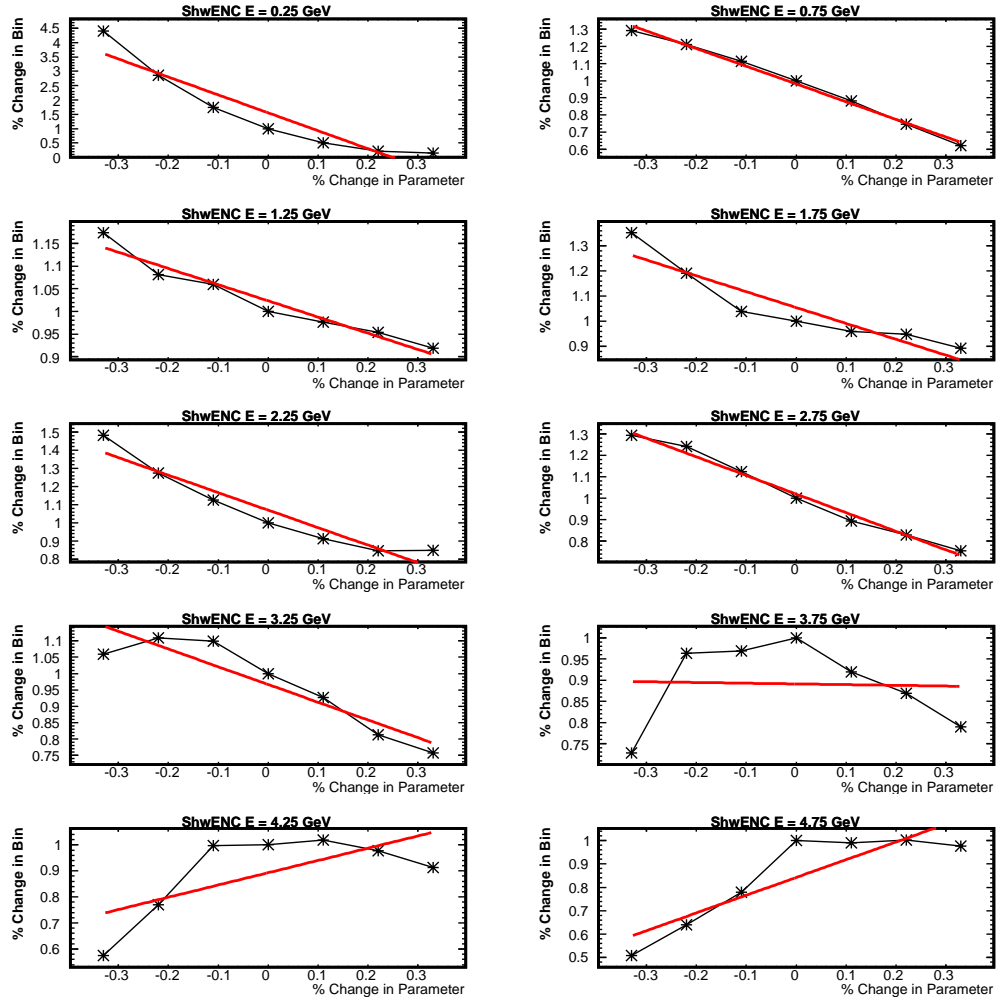 ShwENC E = 0.25 GeV
% Change in Bin
4.5
3.5
3
2.5
2
1.5
1
0.5
0
-0.3 -0.2 -0.1 0 0.1 0.2 0.3
% Change in Parameter
ShwENC E = 0.75 GeV
% Change in Bin
1.3
1.2
1.1
1
0.9
0.8
0.7
0.6
-0.3 -0.2 -0.1 0 0.1 0.2 0.3
% Change in Parameter
ShwENC E = 1.25 GeV
% Change in Bin
1.15
1.1
1.05
1
0.95
0.9
-0.3 -0.2 -0.1 0 0.1 0.2 0.3
% Change in Parameter
ShwENC E = 1.75 GeV
% Change in Bin
1.3
1.2
1.1
1
0.9
-0.3 -0.2 -0.1 0 0.1 0.2 0.3
% Change in Parameter
ShwENC E = 2.25 GeV
% Change in Bin
1.5
1.4
1.3
1.2
1.1
1
0.9
0.8
-0.3 -0.2 -0.1 0 0.1 0.2 0.3
% Change in Parameter
ShwENC E = 2.75 GeV
% Change in Bin
1.3
1.2
1.1
1
0.9
0.8
-0.3 -0.2 -0.1 0 0.1 0.2 0.3
% Change in Parameter
ShwENC E = 3.25 GeV
% Change in Bin
1.1
1.05
1
0.95
0.9
0.85
0.8
0.75
-0.3 -0.2 -0.1 0 0.1 0.2 0.3
% Change in Parameter
ShwENC E = 3.75 GeV
% Change in Bin
1
0.95
0.9
0.85
0.8
0.75
-0.3 -0.2 -0.1 0 0.1 0.2 0.3
% Change in Parameter
ShwENC E = 4.25 GeV
% Change in Bin
1
0.9
0.8
0.7
0.6
-0.3 -0.2 -0.1 0 0.1 0.2 0.3
% Change in Parameter
ShwENC E = 4.75 GeV
% Change in Bin
1
0.9
0.8
0.7
0.6
0.5
-0.3 -0.2 -0.1 0 0.1 0.2 0.3
% Change in Parameter